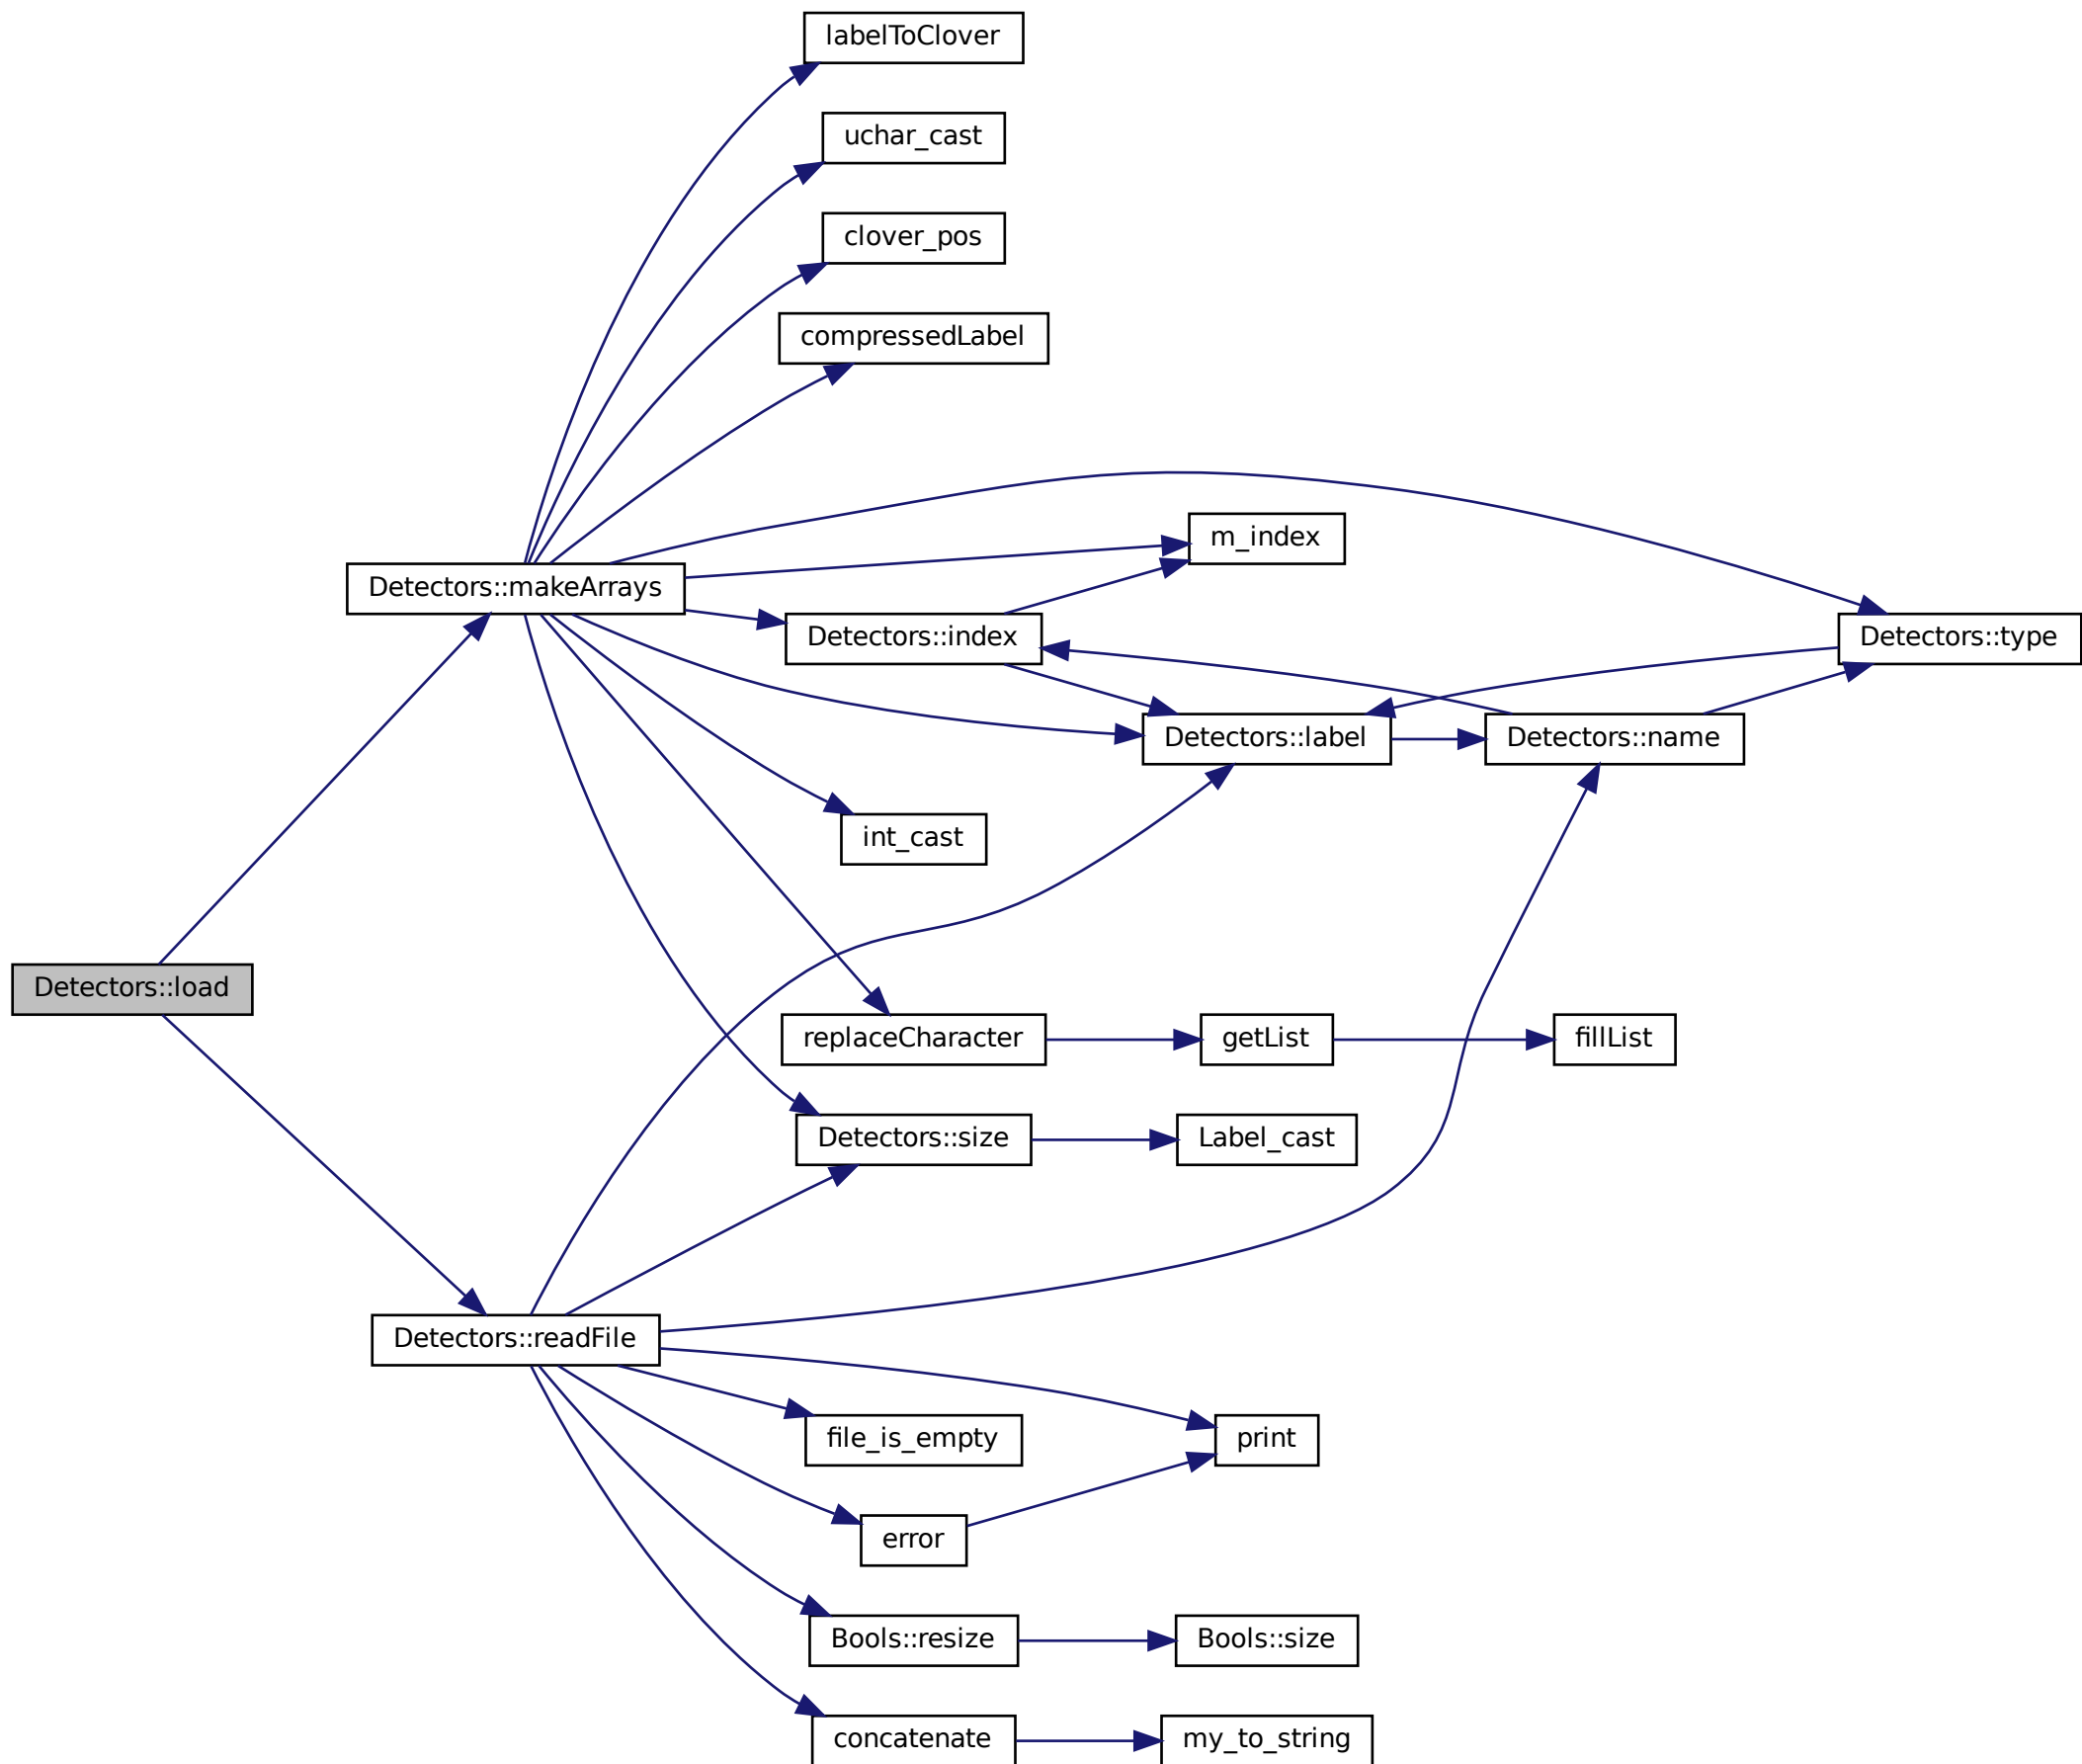 labelToClover
uchar_cast
clover_pos
compressedLabel
m_index
Detectors::makeArrays
Detectors::index
Detectors::type
Detectors::label
Detectors::name
int_cast
Detectors::load
replaceCharacter
getList
fillList
Detectors::size
Label_cast
Detectors::readFile
file_is_empty
print
error
Bools::resize
Bools::size
concatenate
my_to_string